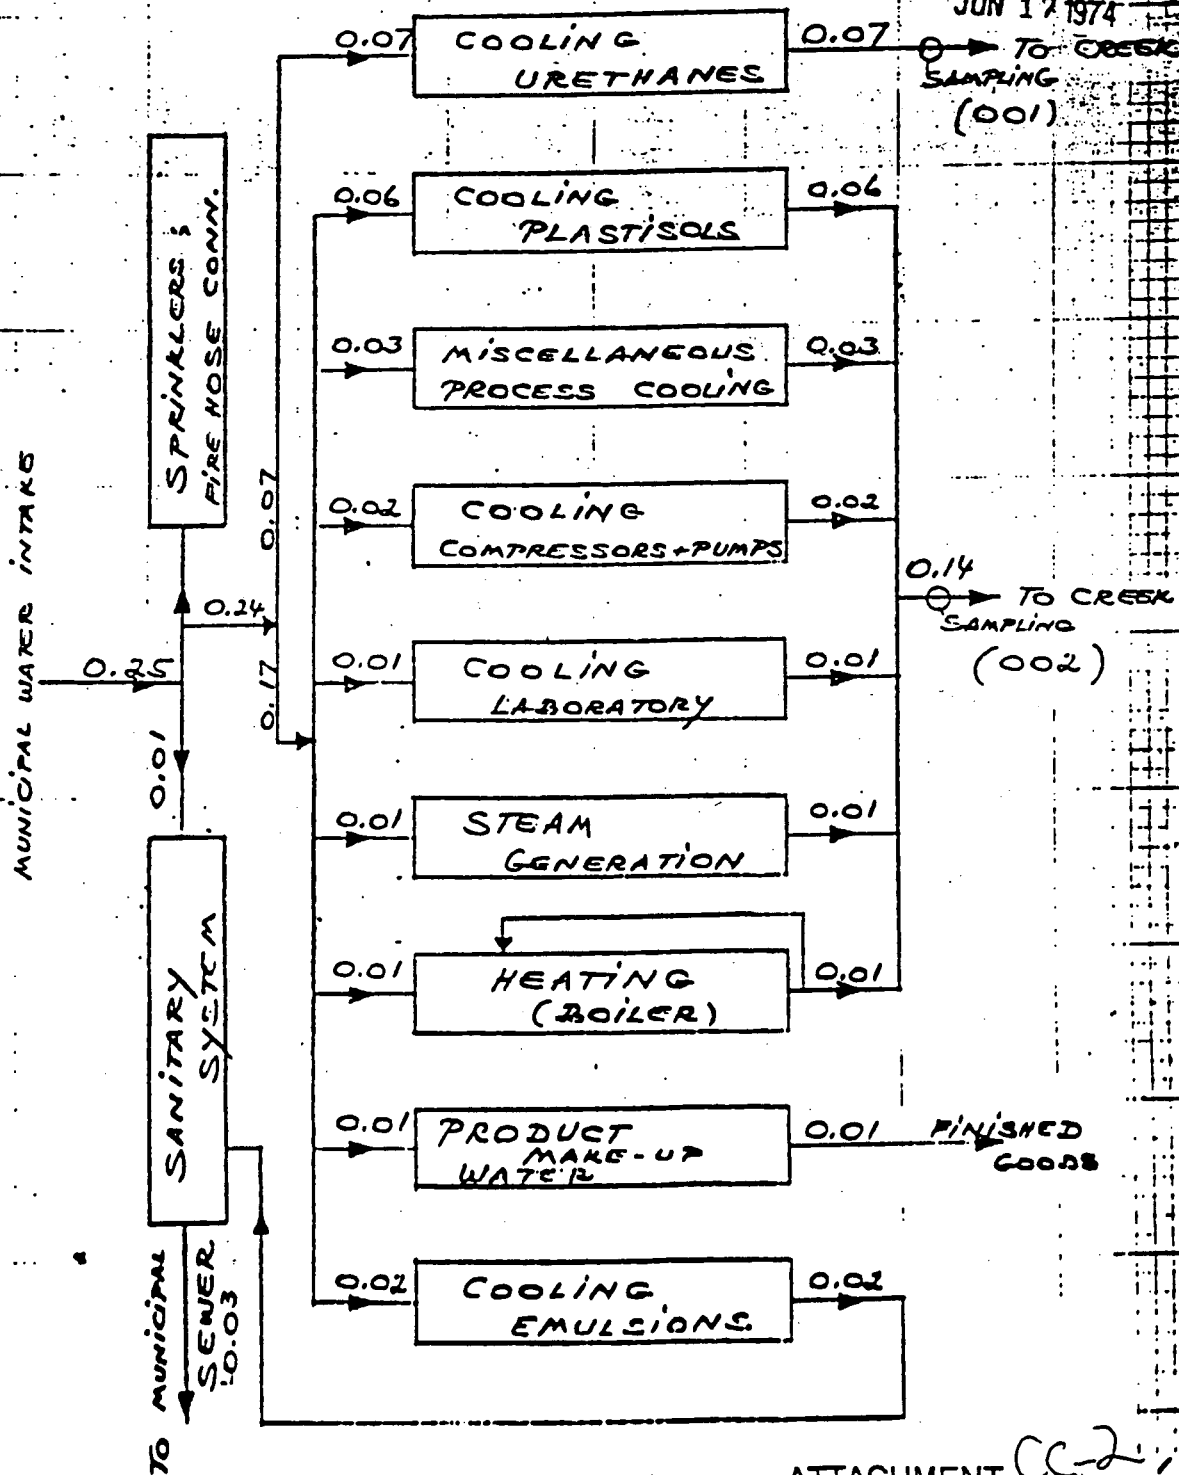 JUN 17 1974
0.07
COOLING
URETHANES
0.07
TO CREEK
SAMPLING
(001)
SPRINKLERS;
FIRE HOSE CONN.
0.06
COOLING
PLASTISOLS
0.06
0.03
MISCELLANEOUS
PROCESS COOLING
0.03
0.07
0.02
COOLING
COMPRESSORS+PUMPS
0.02
MUNICIPAL WATER INTAKE
0.25
0.24
0.17
0.14
TO CREEK
SAMPLING
(002)
0.01
COOLING
LABORATORY
0.01
0.01
0.01
STEAM
GENERATION
0.01
SANITARY
SYSTEM
0.01
HEATING
(BOILER)
0.01
0.01
PRODUCT
MAKE-UP
WATER
0.01
FINISHED
GOODS
0.02
COOLING
EMULSIONS
0.02
TO MUNICIPAL
SEWER
0.03
ATTACHMENT CC-2